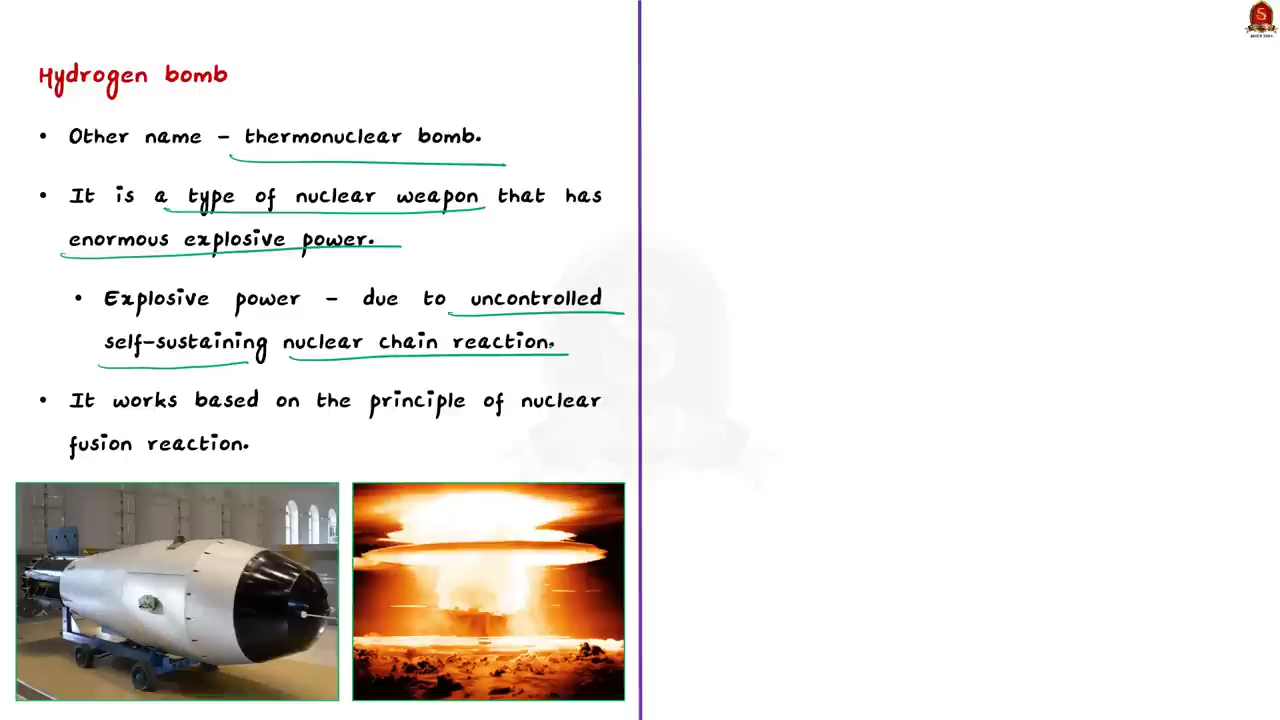 Hydrogen bomb
• Other name – thermonuclear bomb.
• It is a type of nuclear weapon that has
enormous explosive power.
• Explosive power – due to uncontrolled
self-sustaining nuclear chain reaction.
• It works based on the principle of nuclear
fusion reaction.
S